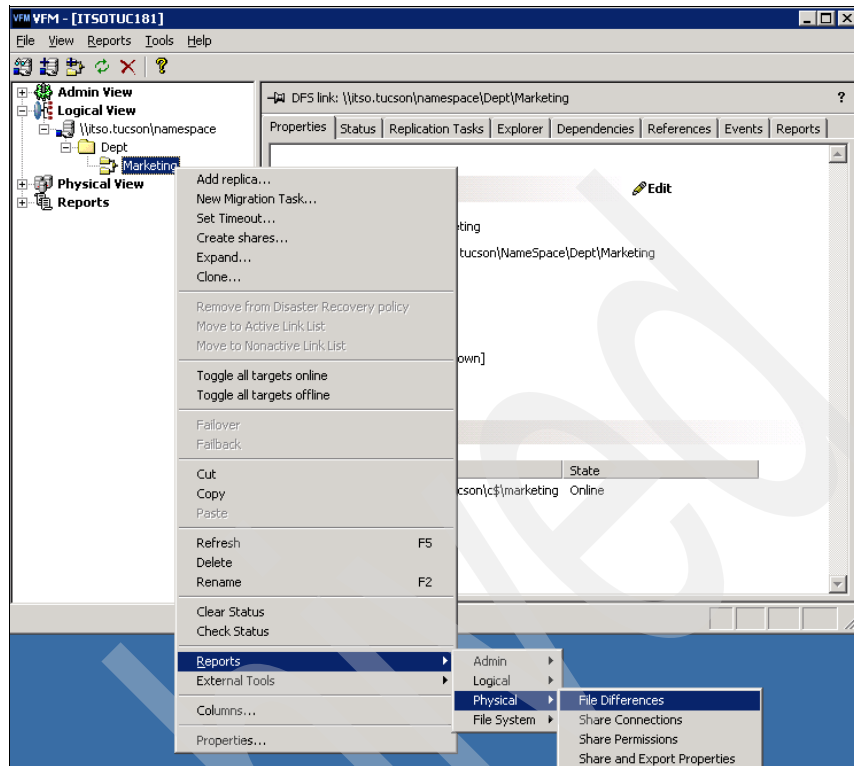 VFM VFM - [ITSOTUC181]
File View Reports Tools Help
Admin View
Logical View
\\itso.tucson\namespace
Dept
Marketing
Physical View
Reports
DFS link: \\itso.tucson\namespace\Dept\Marketing ?
Properties Status Replication Tasks Explorer Dependencies References Events Reports
Edit
ting
tucson\NameSpace\Dept\Marketing
own]
State
cson\c$\marketing Online
Add replica...
New Migration Task...
Set Timeout...
Create shares...
Expand...
Clone...
Remove from Disaster Recovery policy
Move to Active Link List
Move to Nonactive Link List
Toggle all targets online
Toggle all targets offline
Failover
Failback
Cut
Copy
Paste
Refresh F5
Delete
Rename F2
Clear Status
Check Status
Reports
External Tools
Columns...
Properties...
Admin
Logical
Physical
File System
File Differences
Share Connections
Share Permissions
Share and Export Properties